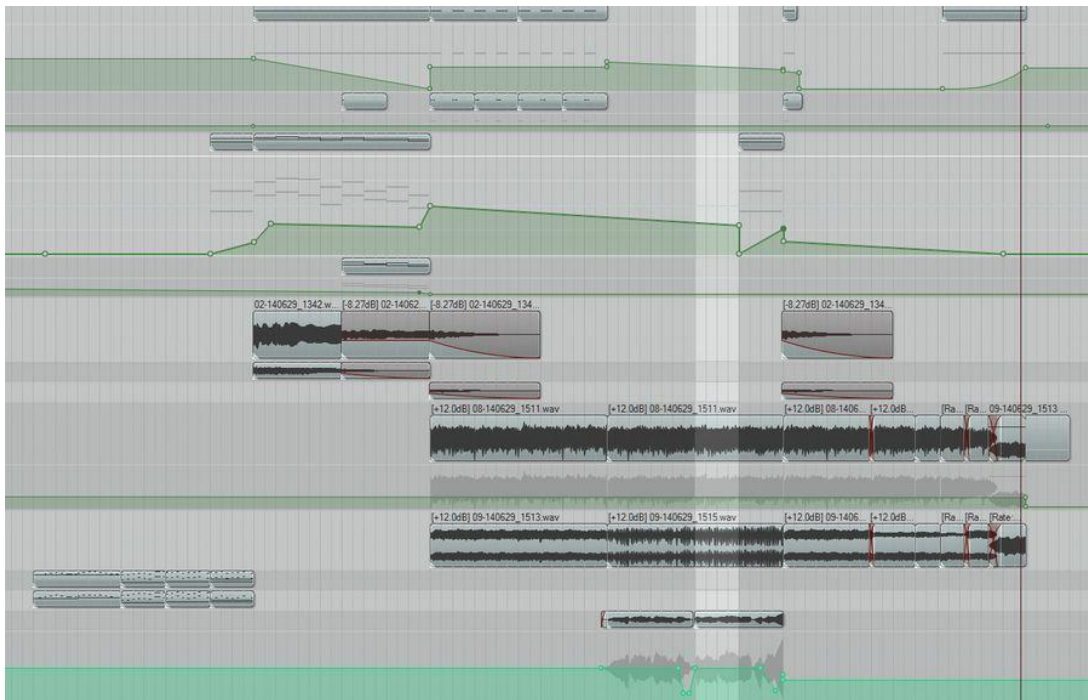 02-140629_1342.w... [-8.27dB] 02-14062... [-8.27dB] 02-140629_134... [-8.27dB] 02-140629_134...
[+12.0dB] 08-140629_1511.wav [+12.0dB] 08-140629_1511.wav [+12.0dB] 08-1406... [+12.0dB... [Ra... [Ra... 09-140629_1513 ...
[+12.0dB] 09-140629_1513.wav [+12.0dB] 09-140629_1515.wav [+12.0dB] 09-1406... [+12.0dB... [Ra... [Ra... [Rate:...